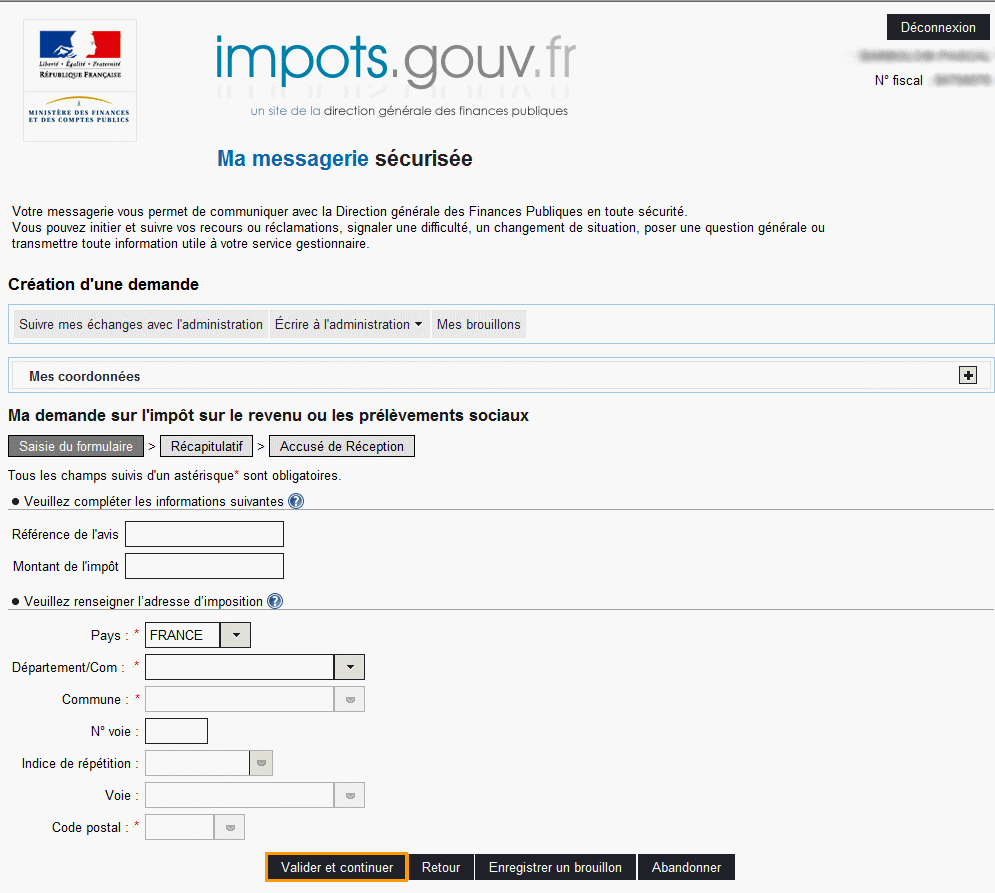 Déconnexion
N° fiscal
Liberté • Égalité • Fraternité
RÉPUBLIQUE FRANÇAISE
MINISTÈRE DES FINANCES
ET DES COMPTES PUBLICS
impots.gouv.fr
un site de la direction générale des finances publiques
Ma messagerie sécurisée
Votre messagerie vous permet de communiquer avec la Direction générale des Finances Publiques en toute sécurité.
Vous pouvez initier et suivre vos recours ou réclamations, signaler une difficulté, un changement de situation, poser une question générale ou
transmettre toute information utile à votre service gestionnaire.
Création d'une demande
Suivre mes échanges avec l'administration Écrire à l'administration Mes brouillons
Mes coordonnées
Ma demande sur l'impôt sur le revenu ou les prélèvements sociaux
Saisie du formulaire > Récapitulatif > Accusé de Réception
Tous les champs suivis d'un astérisque* sont obligatoires.
• Veuillez compléter les informations suivantes ?
Référence de l'avis
Montant de l'impôt
• Veuillez renseigner l'adresse d'imposition ?
Pays : * FRANCE
Département/Com : *
Commune : *
N° voie :
Indice de répétition :
Voie :
Code postal : *
Valider et continuer Retour Enregistrer un brouillon Abandonner